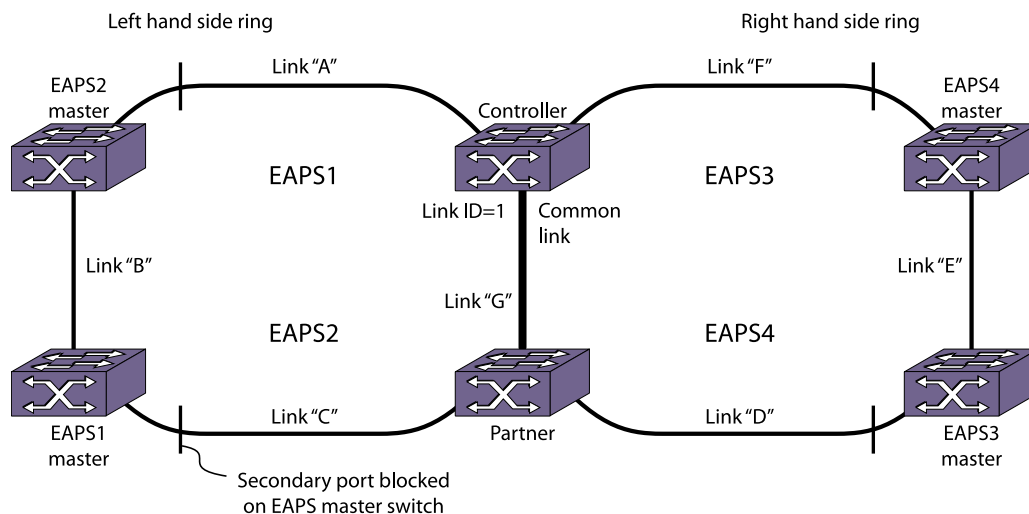 Left hand side ring
Right hand side ring
Link “A”
Link “F”
EAPS2
master
Controller
EAPS4
master
EAPS1
EAPS3
Link ID=1
Common
link
Link “B”
Link “E”
Link “G”
EAPS2
EAPS4
Link “C”
Link “D”
EAPS1
master
Partner
EAPS3
master
Secondary port blocked
on EAPS master switch